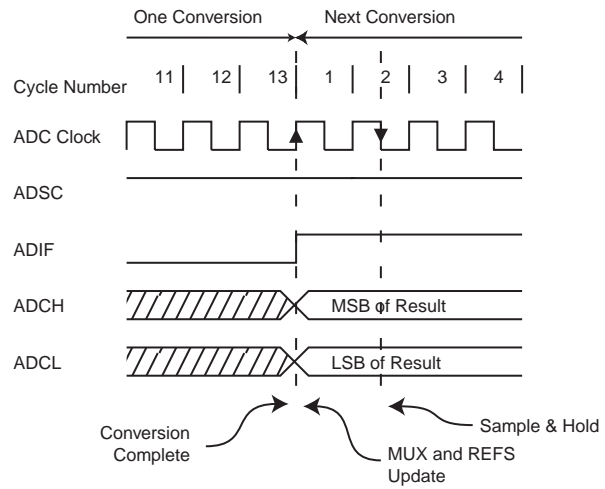 One Conversion
Next Conversion
Cycle Number
11
12
13
1
2
3
4
ADC Clock
ADSC
ADIF
ADCH
MSB of Result
ADCL
LSB of Result
Conversion
Complete
MUX and REFS
Update
Sample & Hold